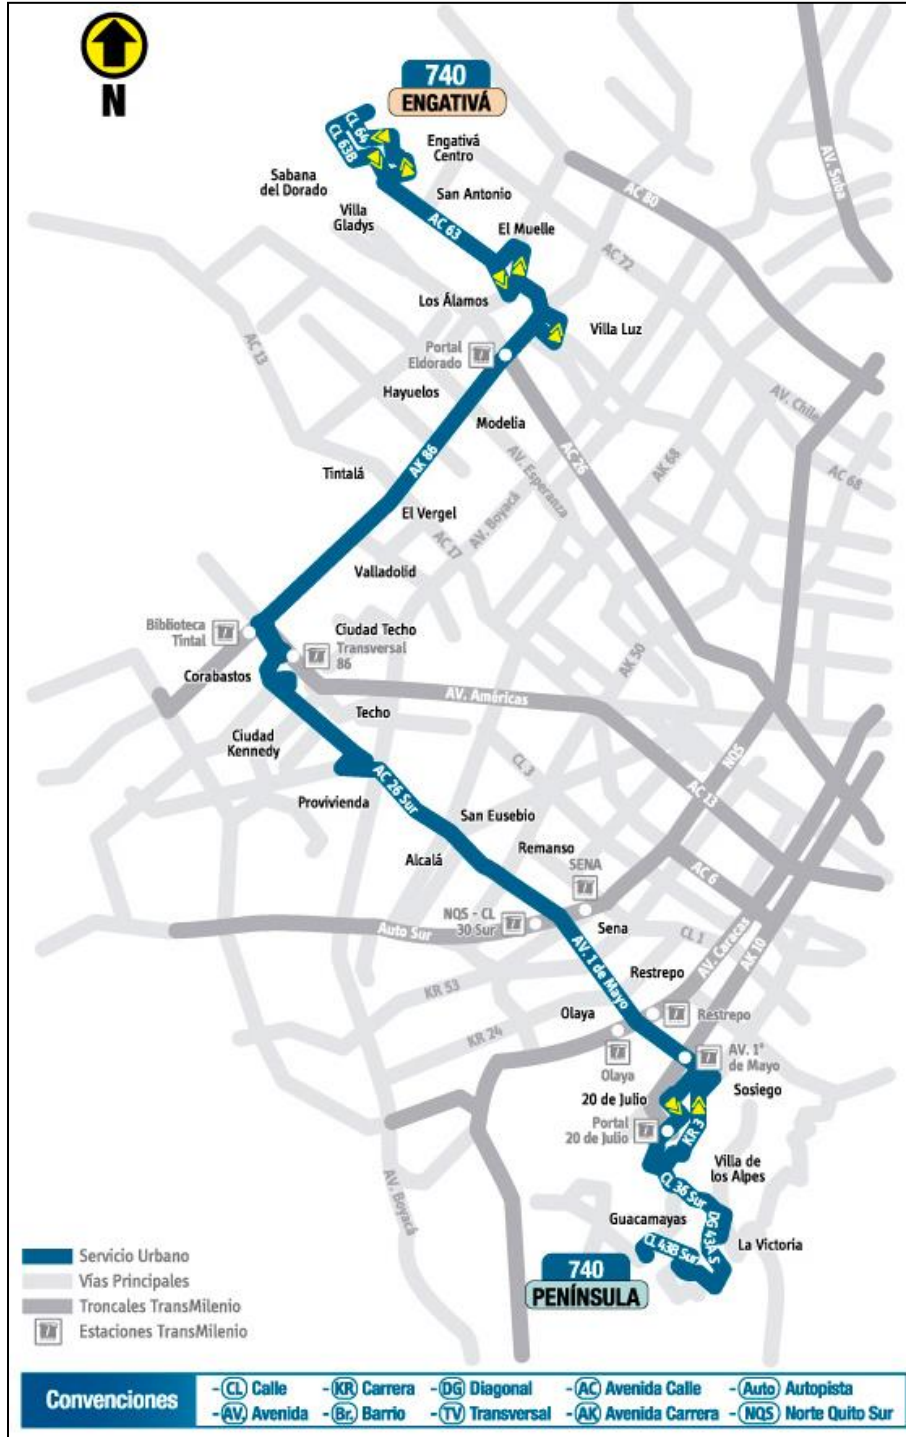 N
740
ENGATIVÁ
CL 64
CL 63B
Engativá
Centro
Sabana
del Dorado
San Antonio
Villa
Gladys
AC 63
El Muelle
AC 80
AV. Suba
AC 72
Los Álamos
Villa Luz
AC 13
Portal
Eldorado
Hayuelos
Modelia
AV. Chile
AC 26
AK 68
AC 68
AK 86
AV. Esperanza
AV. Boyacá
Tintalá
El Vergel
AC 17
Valladolid
Biblioteca
Tintal
Ciudad Techo
Transversal
86
AK 50
Corabastos
AV. Américas
Techo
Ciudad
Kennedy
CL 3
NQS
AC 26 Sur
Provivienda
AC 13
San Eusebio
Alcalá
Remanso
SENA
AC 6
NQS - CL
30 Sur
Auto Sur
Sena
CL 1
AV. Caracas
AK 10
AV. 1 de Mayo
Restrepo
KR 53
Olaya
Restrepo
KR 24
Olaya
AV. 1°
de Mayo
Sosiego
20 de Julio
Portal
20 de Julio
KR 3
Villa de
los Alpes
CL 36 Sur
AV. Boyacá
Guacamayas
DG 43A S
La Victoria
CL 43B Sur
740
PENÍNSULA
Servicio Urbano
Vías Principales
Troncales TransMilenio
Estaciones TransMilenio
Convenciones
- CL Calle - KR Carrera - DG Diagonal - AC Avenida Calle - Auto Autopista
- AV. Avenida - Br. Barrio - TV Transversal - AK Avenida Carrera - NQS Norte Quito Sur